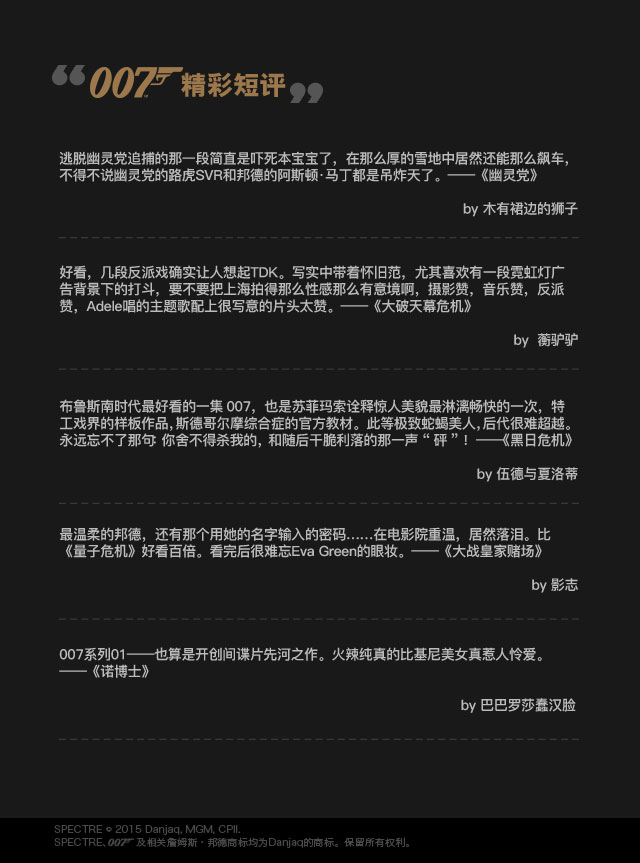 “007精彩短评”
逃脱幽灵党追捕的那一段简直是吓死本宝宝了，在那么厚的雪地中居然还能那么飙车，
不得不说幽灵党的路虎SVR和邦德的阿斯顿·马丁都是吊炸天了。——《幽灵党》
by 木有裙边的狮子
好看，几段反派戏确实让人想起TDK。写实中带着怀旧范，尤其喜欢有一段霓虹灯广
告背景下的打斗，要不要把上海拍得那么性感那么有意境啊，摄影赞，音乐赞，反派
赞，Adele唱的主题歌配上很写意的片头太赞。——《大破天幕危机》
by 蘅驴驴
布鲁斯南时代最好看的一集 007，也是苏菲玛索诠释惊人美貌最淋漓畅快的一次，特
工戏界的样板作品，斯德哥尔摩综合症的官方教材。此等极致蛇蝎美人，后代很难超越。
永远忘不了那句: 你舍不得杀我的，和随后干脆利落的那一声“ 砰 ”！——《黑日危机》
by 伍德与夏洛蒂
最温柔的邦德，还有那个用她的名字输入的密码……在电影院重温，居然落泪。比
《量子危机》好看百倍。看完后很难忘Eva Green的眼妆。——《大战皇家赌场》
by 影志
007系列01——也算是开创间谍片先河之作。火辣纯真的比基尼美女真惹人怜爱。
——《诺博士》
by 巴巴罗莎蠢汉脸
SPECTRE © 2015 Danjaq, MGM, CPII.
SPECTRE、007 及相关詹姆斯·邦德商标均为Danjaq的商标。保留所有权利。